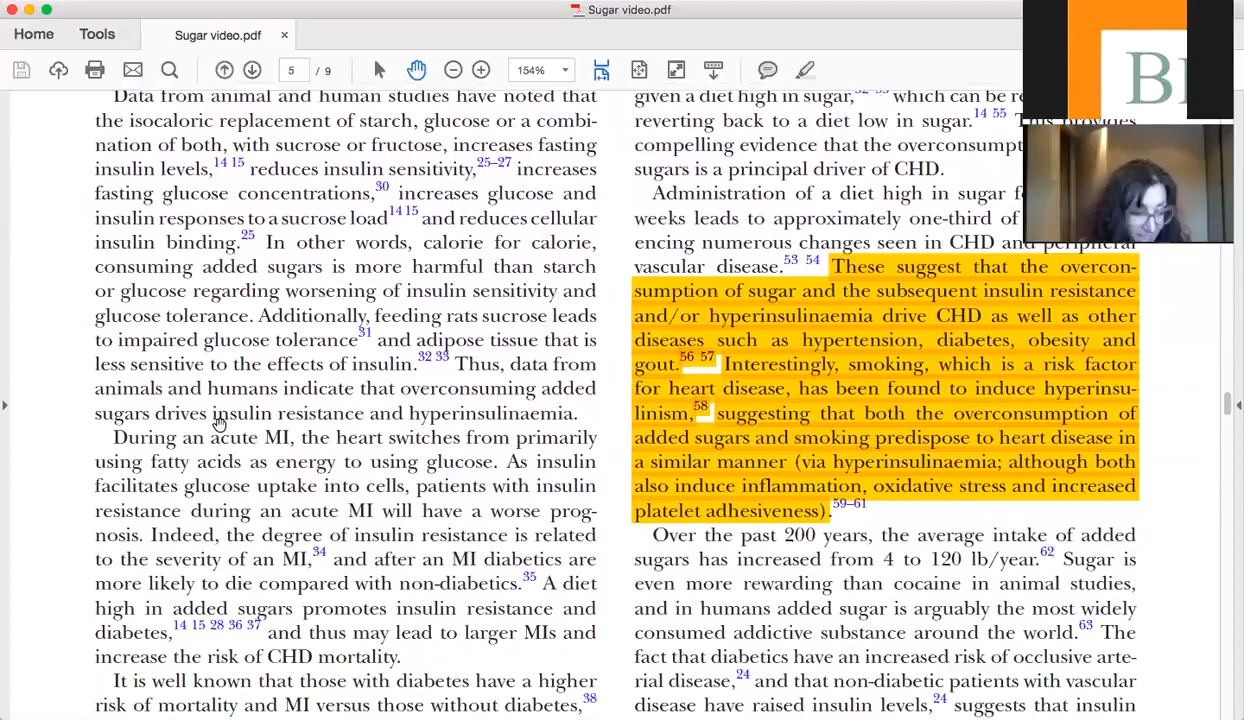 Sugar video.pdf
Home
Tools
Sugar video.pdf
×
5 / 9
154%
Data from animal and human studies have noted that
the isocaloric replacement of starch, glucose or a combi-
nation of both, with sucrose or fructose, increases fasting
insulin levels,14 15 reduces insulin sensitivity,25–27 increases
fasting glucose concentrations,30 increases glucose and
insulin responses to a sucrose load14 15 and reduces cellular
insulin binding.25 In other words, calorie for calorie,
consuming added sugars is more harmful than starch
or glucose regarding worsening of insulin sensitivity and
glucose tolerance. Additionally, feeding rats sucrose leads
to impaired glucose tolerance31 and adipose tissue that is
less sensitive to the effects of insulin.32 33 Thus, data from
animals and humans indicate that overconsuming added
sugars drives insulin resistance and hyperinsulinaemia.
During an acute MI, the heart switches from primarily
using fatty acids as energy to using glucose. As insulin
facilitates glucose uptake into cells, patients with insulin
resistance during an acute MI will have a worse prog-
nosis. Indeed, the degree of insulin resistance is related
to the severity of an MI,34 and after an MI diabetics are
more likely to die compared with non-diabetics.35 A diet
high in added sugars promotes insulin resistance and
diabetes,14 15 28 36 37 and thus may lead to larger MIs and
increase the risk of CHD mortality.
It is well known that those with diabetes have a higher
risk of mortality and MI versus those without diabetes,38
given a diet high in sugar, which can be re
reverting back to a diet low in sugar.14 55 This provides
compelling evidence that the overconsumpt
sugars is a principal driver of CHD.
Administration of a diet high in sugar f
weeks leads to approximately one-third of
encing numerous changes seen in CHD and peripheral
vascular disease.53 54 These suggest that the overcon-
sumption of sugar and the subsequent insulin resistance
and/or hyperinsulinaemia drive CHD as well as other
diseases such as hypertension, diabetes, obesity and
gout.56 57 Interestingly, smoking, which is a risk factor
for heart disease, has been found to induce hyperinsu-
linism,58 suggesting that both the overconsumption of
added sugars and smoking predispose to heart disease in
a similar manner (via hyperinsulinaemia; although both
also induce inflammation, oxidative stress and increased
platelet adhesiveness).59–61
Over the past 200 years, the average intake of added
sugars has increased from 4 to 120 lb/year.62 Sugar is
even more rewarding than cocaine in animal studies,
and in humans added sugar is arguably the most widely
consumed addictive substance around the world.63 The
fact that diabetics have an increased risk of occlusive arte-
rial disease,24 and that non-diabetic patients with vascular
disease have raised insulin levels,24 suggests that insulin